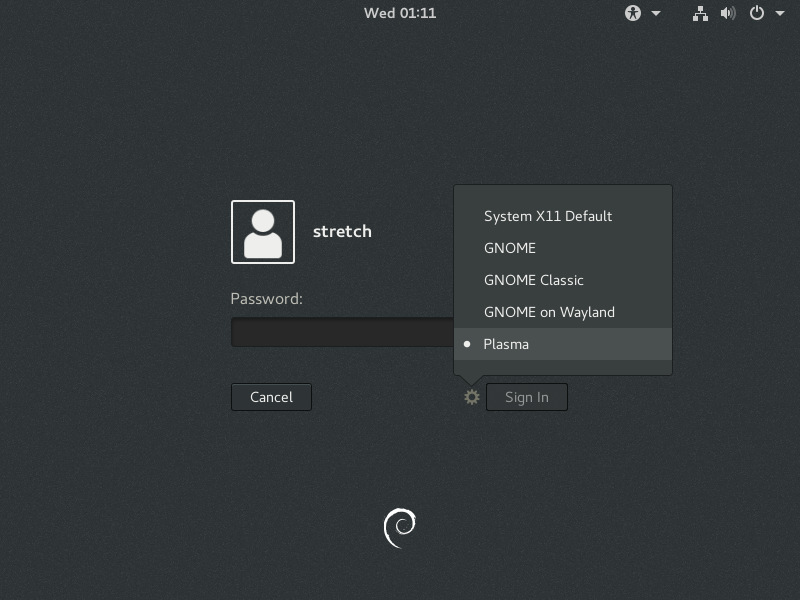 Wed 01:11
stretch
Password:
System X11 Default
GNOME
GNOME Classic
GNOME on Wayland
Plasma
Cancel
Sign In